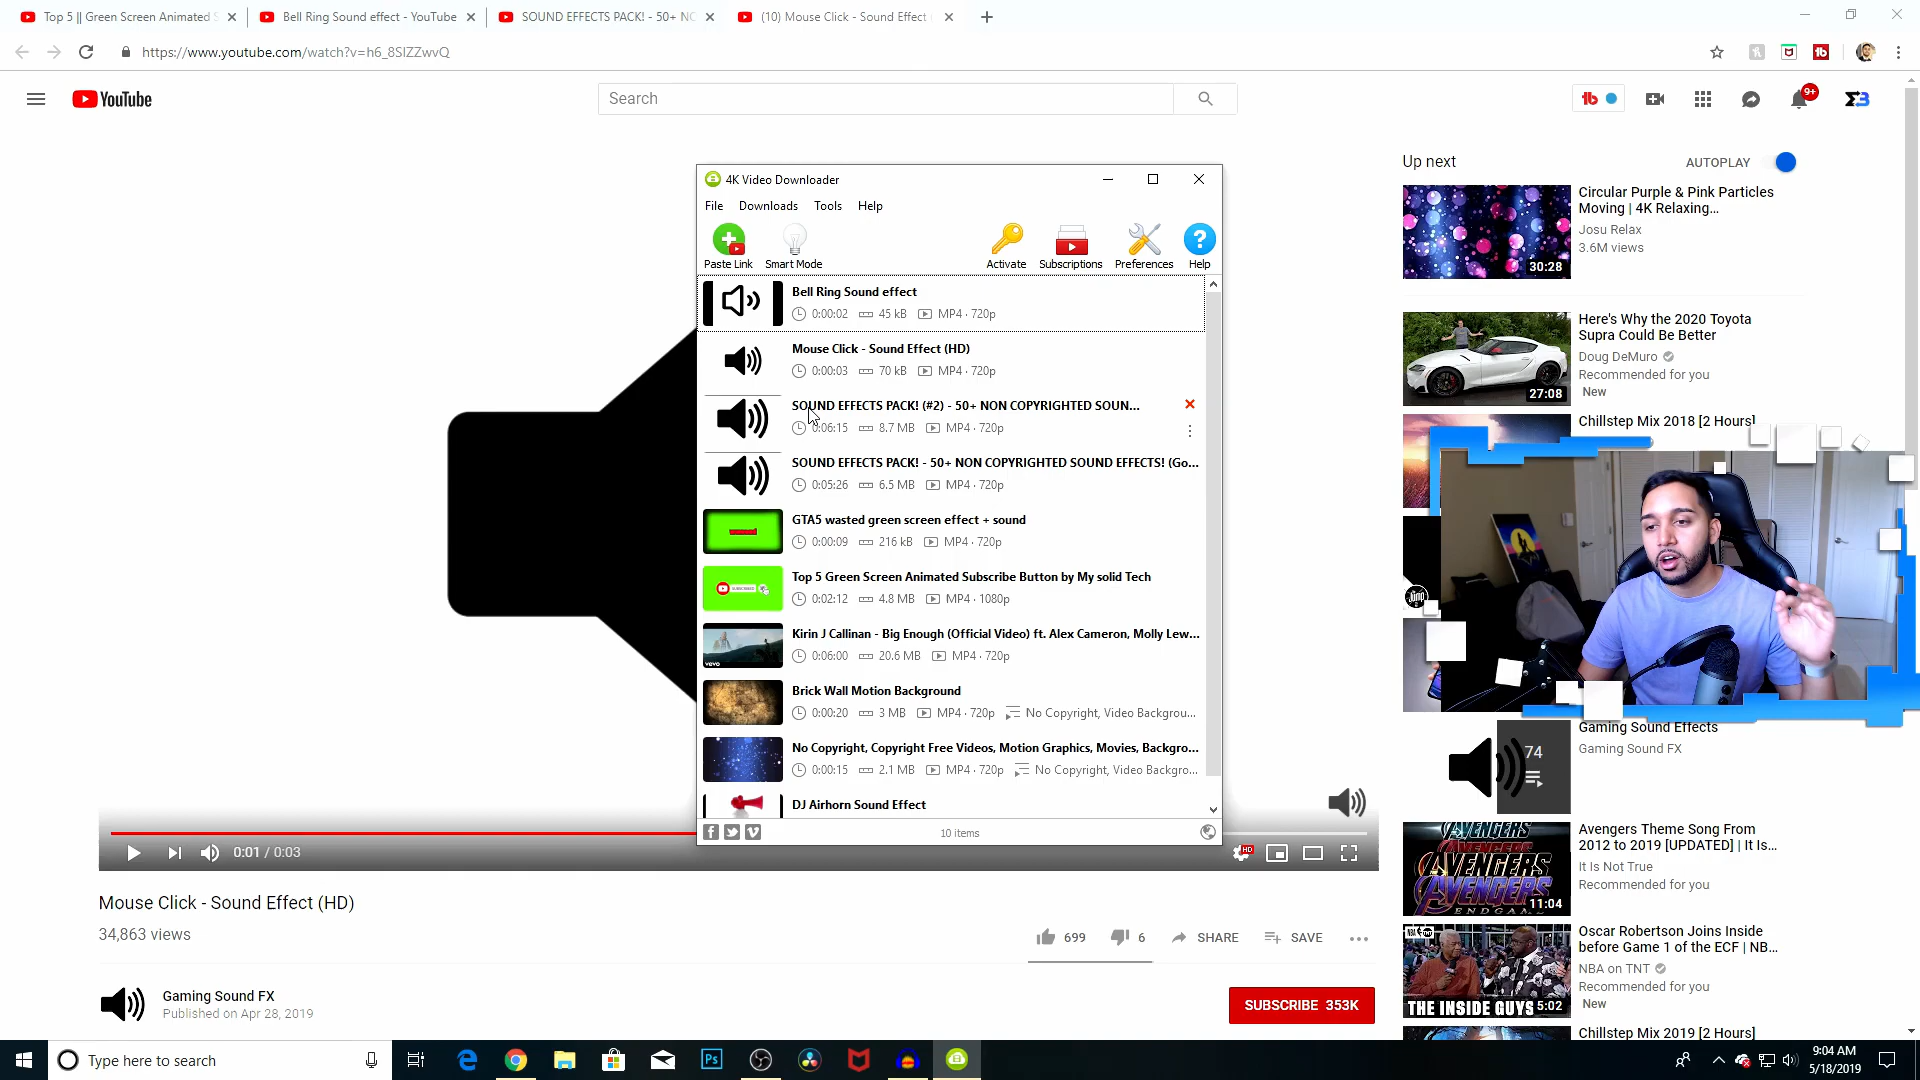 Top 5 || Green Screen Animated S
Bell Ring Sound effect - YouTube
SOUND EFFECTS PACK! - 50+ NO
(10) Mouse Click - Sound Effect (
https://www.youtube.com/watch?v=h6_8SIZZwvQ
YouTube
Search
9+
Up next
AUTOPLAY
4K Video Downloader
File
Downloads
Tools
Help
Paste Link
Smart Mode
Activate
Subscriptions
Preferences
Help
Bell Ring Sound effect
0:00:02
45 kB
MP4 · 720p
Mouse Click - Sound Effect (HD)
0:00:03
70 kB
MP4 · 720p
SOUND EFFECTS PACK! (#2) - 50+ NON COPYRIGHTED SOUN...
0:06:15
8.7 MB
MP4 · 720p
SOUND EFFECTS PACK! - 50+ NON COPYRIGHTED SOUND EFFECTS! (Go...
0:05:26
6.5 MB
MP4 · 720p
GTA5 wasted green screen effect + sound
0:00:09
216 kB
MP4 · 720p
Top 5 Green Screen Animated Subscribe Button by My solid Tech
0:02:12
4.8 MB
MP4 · 1080p
Kirin J Callinan - Big Enough (Official Video) ft. Alex Cameron, Molly Lew...
0:06:00
20.6 MB
MP4 · 720p
Brick Wall Motion Background
0:00:20
3 MB
MP4 · 720p
No Copyright, Video Backgrou...
No Copyright, Copyright Free Videos, Motion Graphics, Movies, Backgro...
0:00:15
2.1 MB
MP4 · 720p
No Copyright, Video Backgro...
DJ Airhorn Sound Effect
10 items
Circular Purple & Pink Particles
Moving | 4K Relaxing...
Josu Relax
3.6M views
30:28
Here's Why the 2020 Toyota
Supra Could Be Better
Doug DeMuro
Recommended for you
New
27:08
Chillstep Mix 2018 [2 Hours]
Gaming Sound Effects
Gaming Sound FX
74
Avengers Theme Song From
2012 to 2019 [UPDATED] | It Is...
It Is Not True
Recommended for you
AVENGERS
AVENGERS
AVENGERS
ENDGAME
11:04
Oscar Robertson Joins Inside
before Game 1 of the ECF | NB...
NBA on TNT
Recommended for you
New
THE INSIDE GUYS
5:02
Chillstep Mix 2019 [2 Hours]
0:01 / 0:03
HD
Mouse Click - Sound Effect (HD)
34,863 views
699
6
SHARE
SAVE
Gaming Sound FX
Published on Apr 28, 2019
SUBSCRIBE 353K
Type here to search
Ps
9:04 AM
5/18/2019